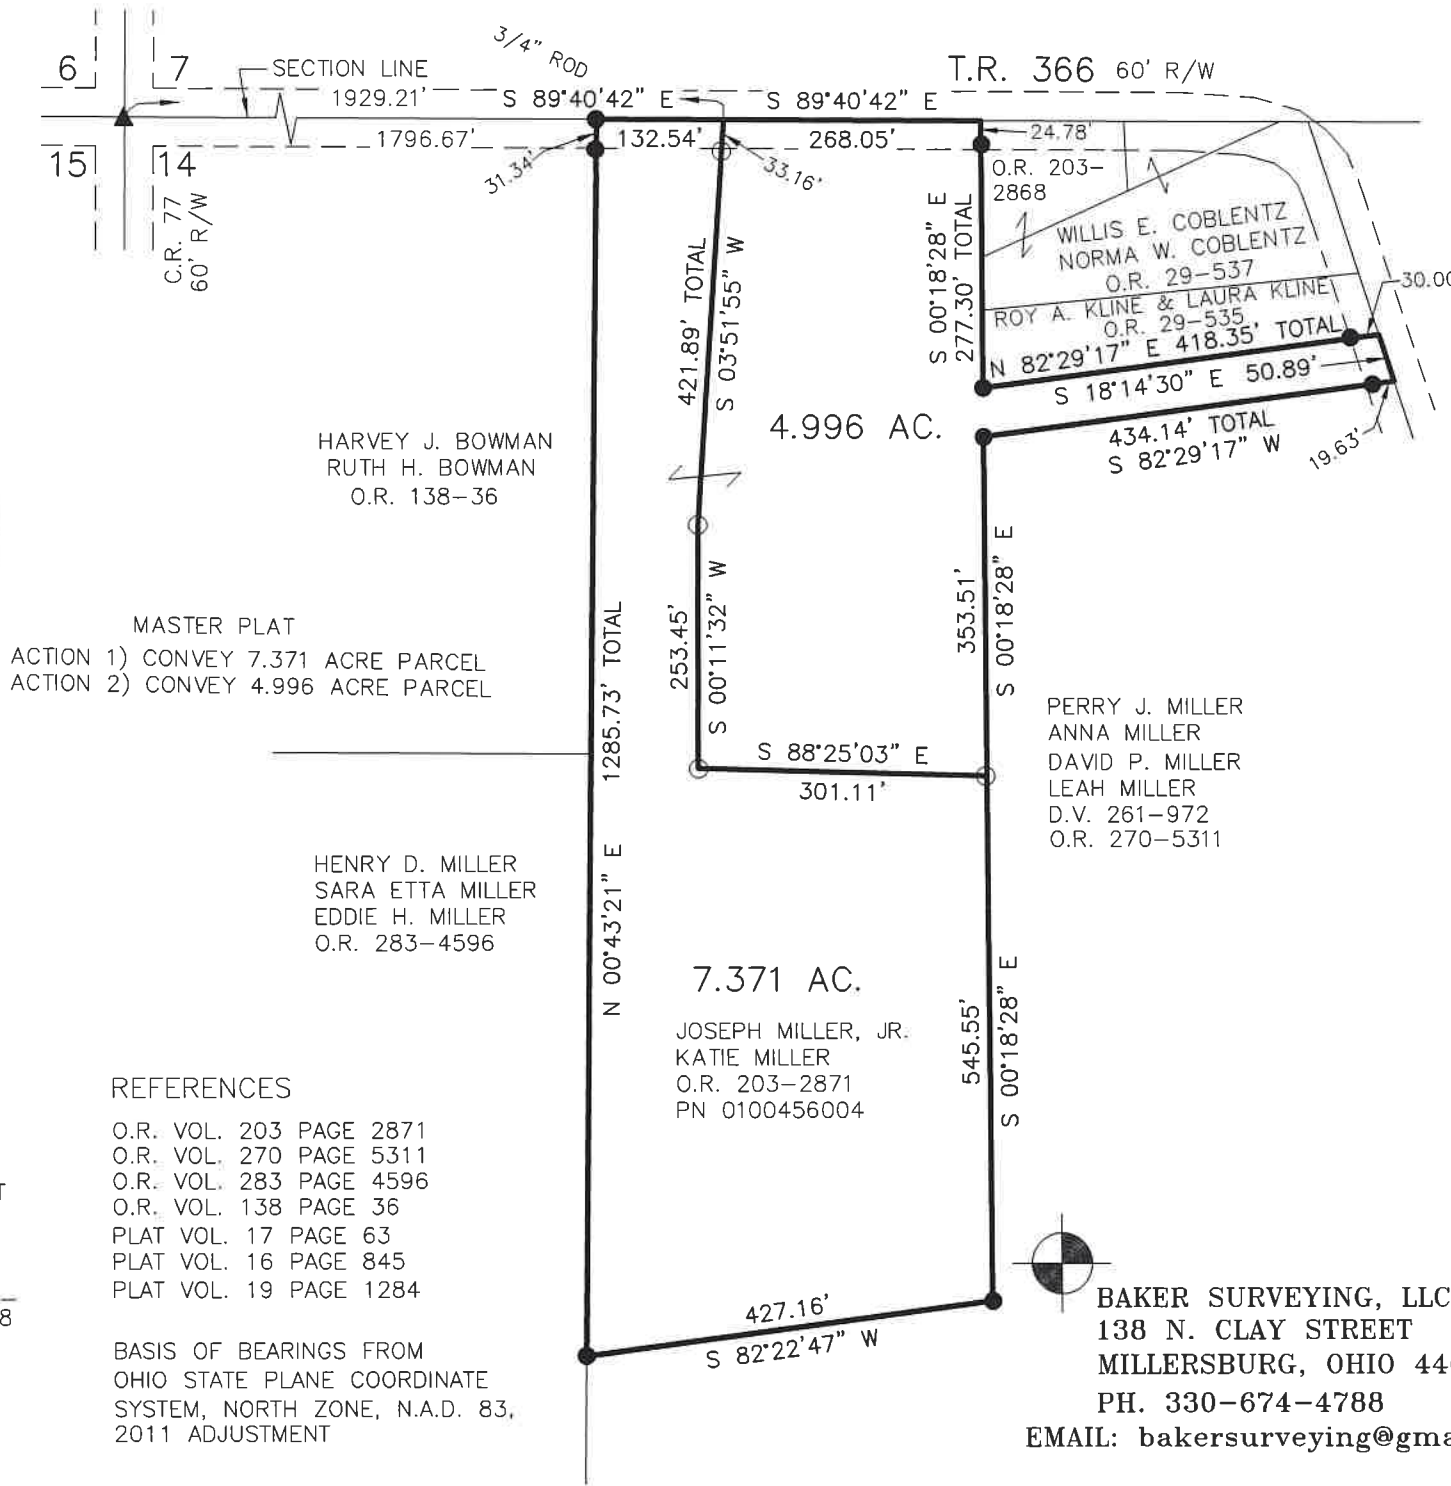 3/4" ROD
6
7
SECTION LINE
T.R. 366 60' R/W
1929.21'
S 89°40'42" E
S 89°40'42" E
1796.67'
132.54'
268.05'
24.78'
15
14
31.34'
33.16'
O.R. 203-
2868
C.R. 77
60' R/W
WILLIS E. COBLENTZ
NORMA W. COBLENTZ
O.R. 29-537
ROY A. KLINE & LAURA KLINE
O.R. 29-535
30.00
421.89' TOTAL
S 03°51'55" W
S 00°18'28" E
277.30' TOTAL
N 82°29'17" E 418.35' TOTAL
S 18°14'30" E 50.89'
434.14' TOTAL
S 82°29'17" W
19.63'
4.996 AC.
HARVEY J. BOWMAN
RUTH H. BOWMAN
O.R. 138-36
253.45'
S 00°11'32" W
353.51'
S 00°18'28" E
MASTER PLAT
ACTION 1) CONVEY 7.371 ACRE PARCEL
ACTION 2) CONVEY 4.996 ACRE PARCEL
1285.73' TOTAL
N 00°43'21" E
S 88°25'03" E
301.11'
PERRY J. MILLER
ANNA MILLER
DAVID P. MILLER
LEAH MILLER
D.V. 261-972
O.R. 270-5311
HENRY D. MILLER
SARA ETTA MILLER
EDDIE H. MILLER
O.R. 283-4596
7.371 AC.
JOSEPH MILLER, JR.
KATIE MILLER
O.R. 203-2871
PN 0100456004
545.55'
S 00°18'28" E
REFERENCES
O.R. VOL. 203 PAGE 2871
O.R. VOL. 270 PAGE 5311
O.R. VOL. 283 PAGE 4596
O.R. VOL. 138 PAGE 36
PLAT VOL. 17 PAGE 63
PLAT VOL. 16 PAGE 845
PLAT VOL. 19 PAGE 1284
T
8
BASIS OF BEARINGS FROM
OHIO STATE PLANE COORDINATE
SYSTEM, NORTH ZONE, N.A.D. 83,
2011 ADJUSTMENT
427.16'
S 82°22'47" W
BAKER SURVEYING, LLC
138 N. CLAY STREET
MILLERSBURG, OHIO 44
PH. 330-674-4788
EMAIL: bakersurveying@gma